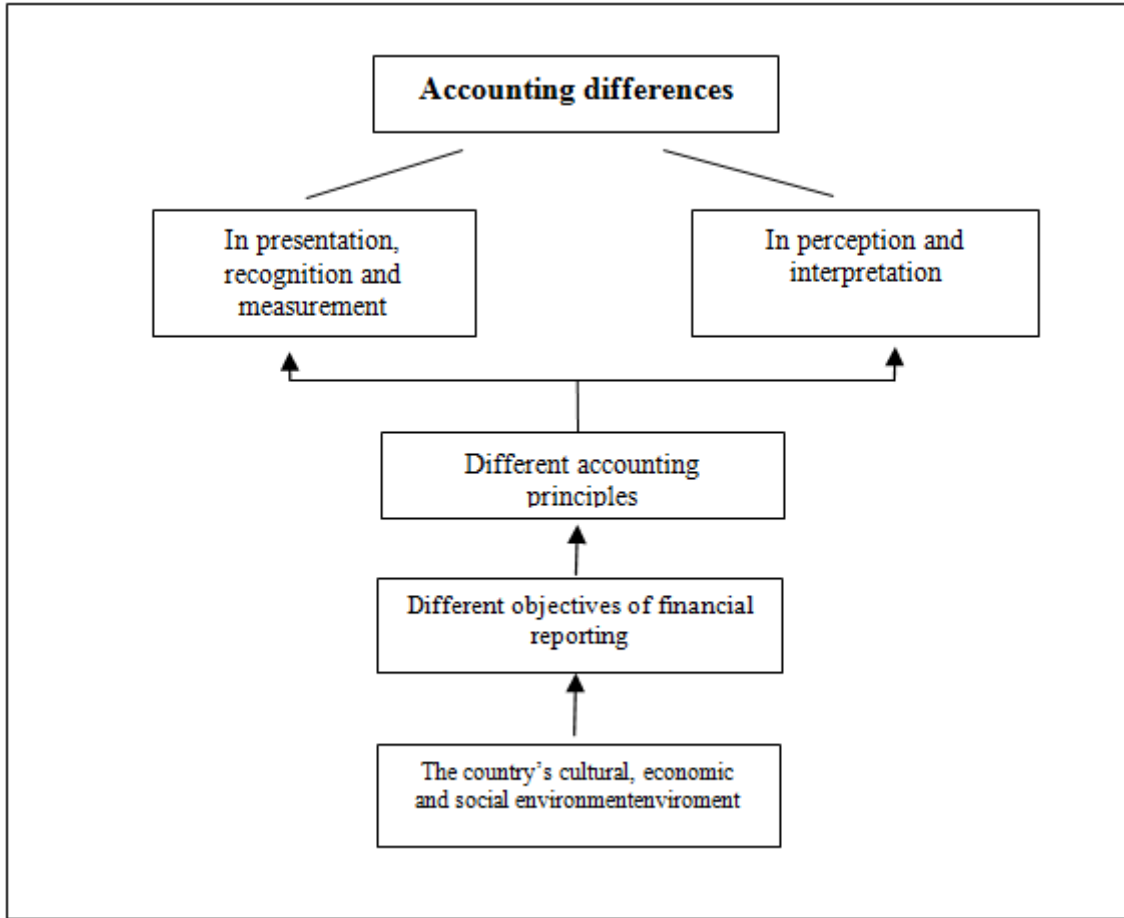 Accounting differences
In presentation,
recognition and
measurement
In perception and
interpretation
Different accounting
principles
Different objectives of financial
reporting
The country's cultural, economic
and social environmentenviroment